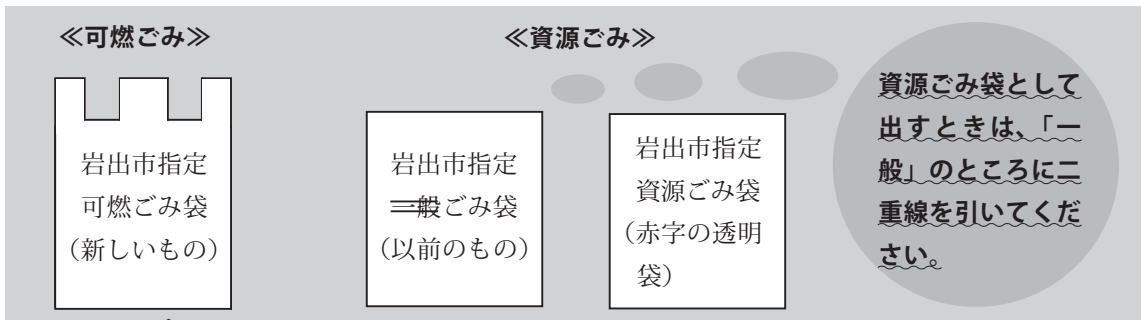 ≪可燃ごみ≫
≪資源ごみ≫
岩出市指定
可燃ごみ袋
（新しいもの）
岩出市指定
一般ごみ袋
（以前のもの）
岩出市指定
資源ごみ袋
（赤字の透明
袋）
資源ごみ袋として
出すときは、「一
般」のところに二
重線を引いてくだ
さい。